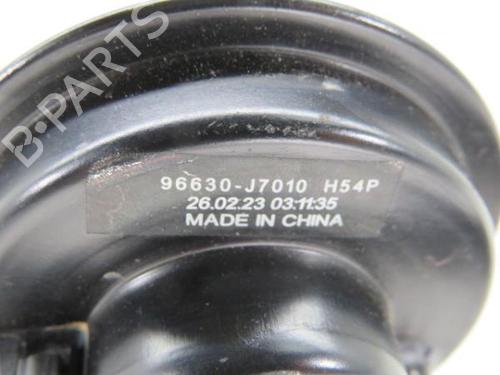 B-PARTS
96630-J7010 H54P
26.02.23 03:11:35
MADE IN CHINA